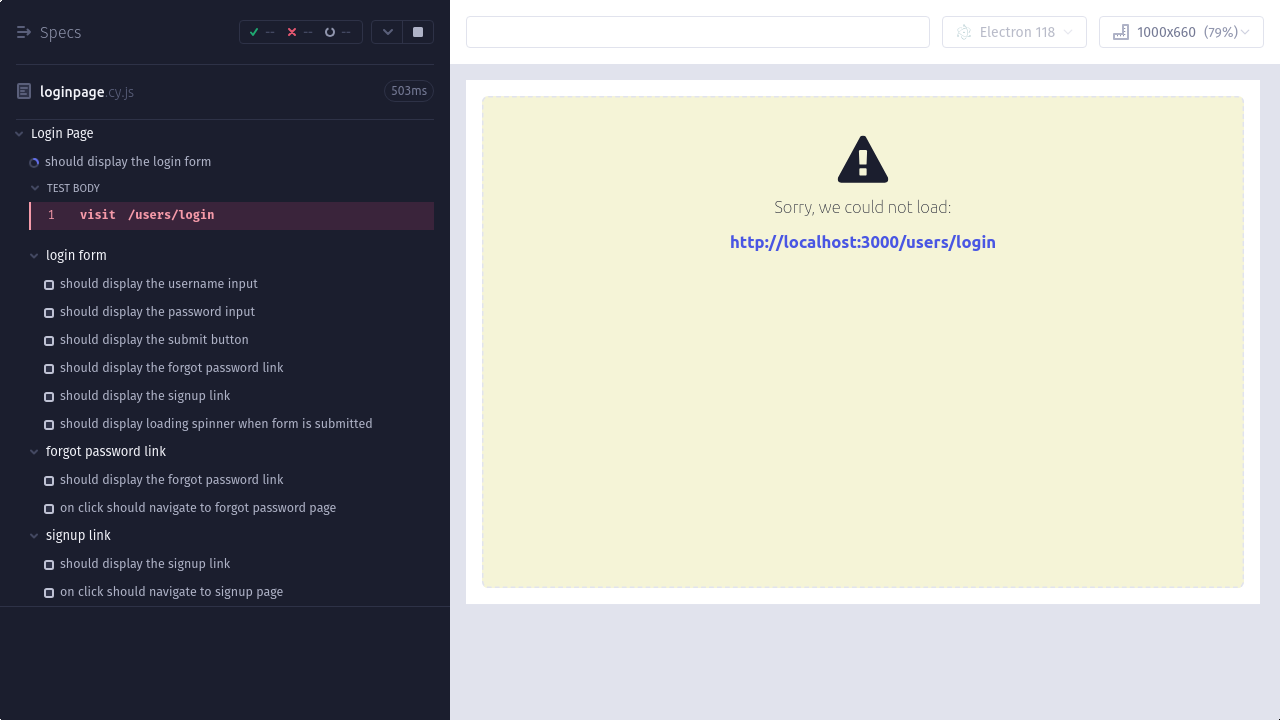 Specs
--
--
--
loginpage.cy.js
503ms
Login Page
should display the login form
TEST BODY
1 visit /users/login
login form
should display the username input
should display the password input
should display the submit button
should display the forgot password link
should display the signup link
should display loading spinner when form is submitted
forgot password link
should display the forgot password link
on click should navigate to forgot password page
signup link
should display the signup link
on click should navigate to signup page
Electron 118
1000x660 (79%)
Sorry, we could not load:
http://localhost:3000/users/login